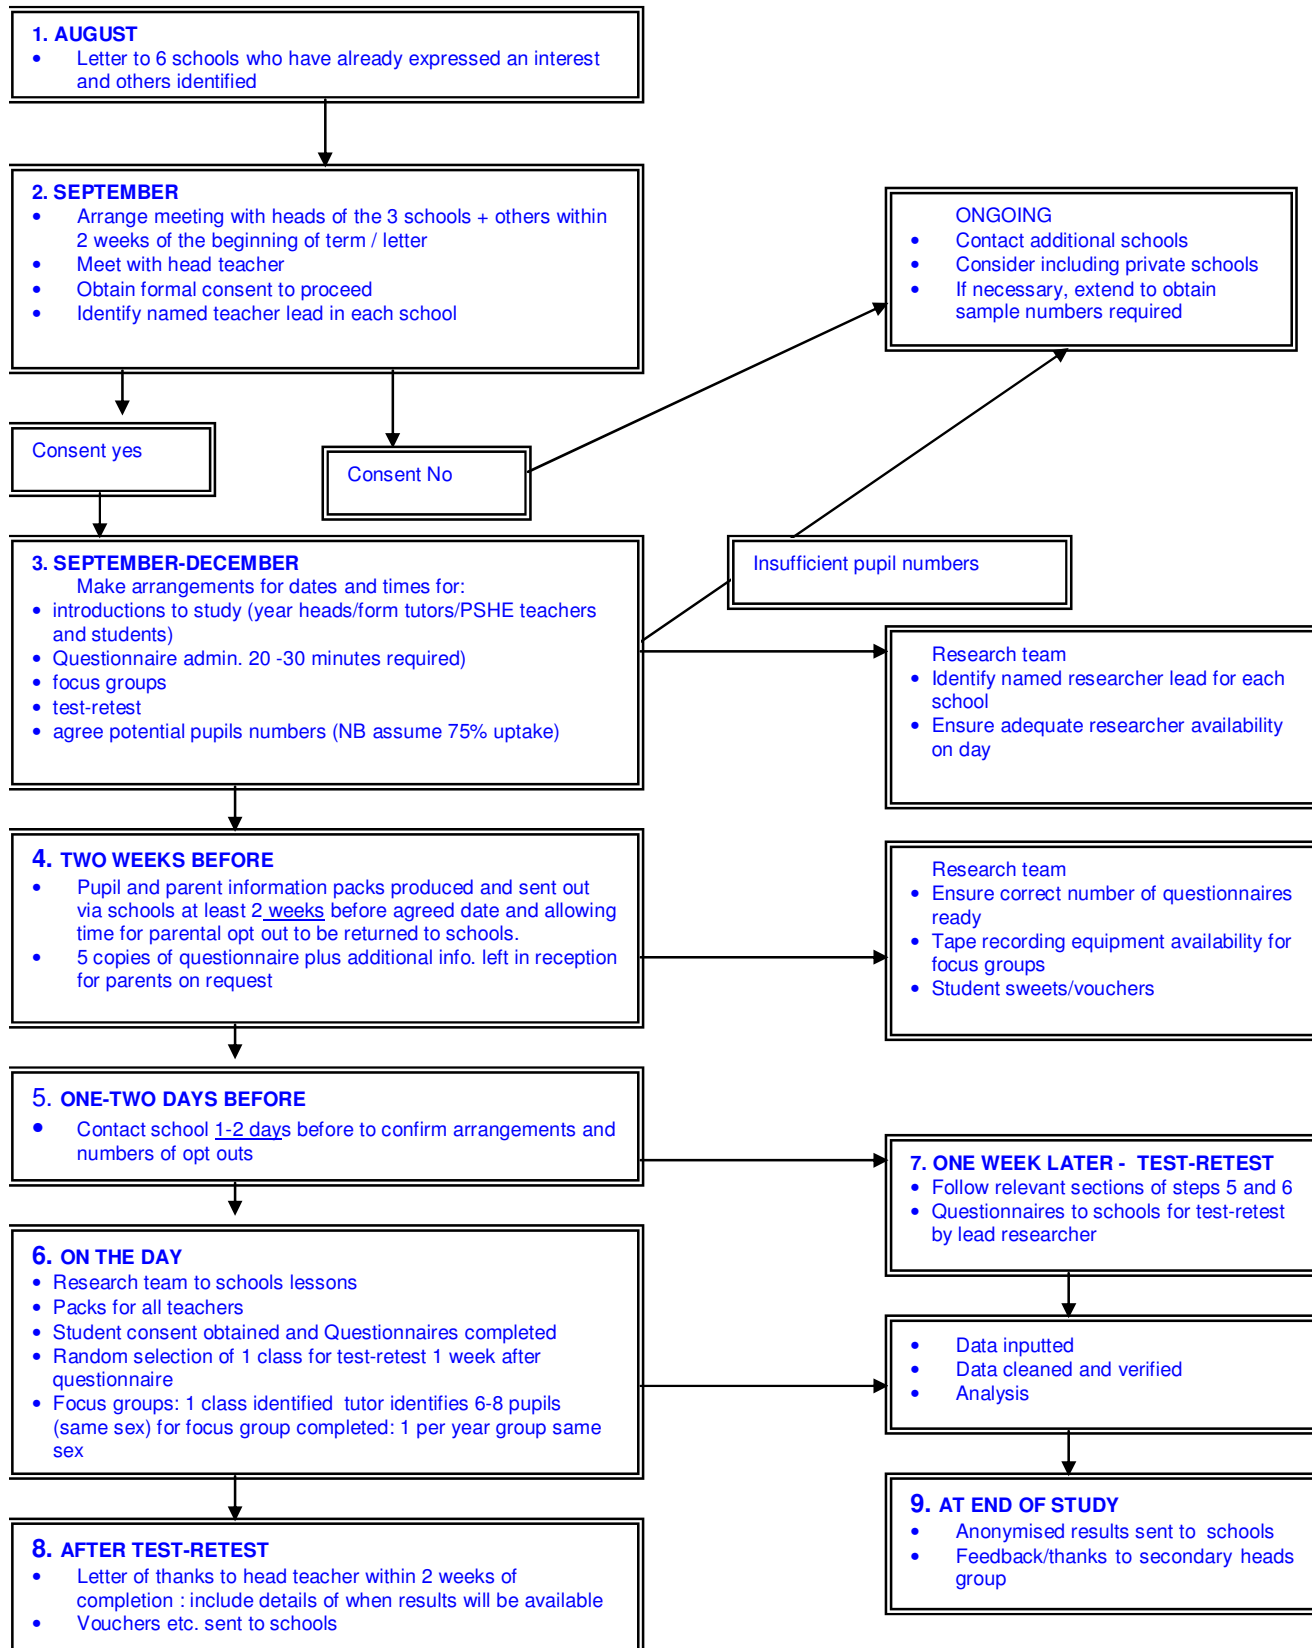 1. AUGUST
• Letter to 6 schools who have already expressed an interest
and others identified
2. SEPTEMBER
• Arrange meeting with heads of the 3 schools + others within
2 weeks of the beginning of term / letter
• Meet with head teacher
• Obtain formal consent to proceed
• Identify named teacher lead in each school
ONGOING
• Contact additional schools
• Consider including private schools
• If necessary, extend to obtain
sample numbers required
Consent yes
Consent No
3. SEPTEMBER-DECEMBER
Make arrangements for dates and times for:
• introductions to study (year heads/form tutors/PSHE teachers
and students)
• Questionnaire admin. 20 -30 minutes required)
• focus groups
• test-retest
• agree potential pupils numbers (NB assume 75% uptake)
Insufficient pupil numbers
Research team
• Identify named researcher lead for each
school
• Ensure adequate researcher availability
on day
4. TWO WEEKS BEFORE
• Pupil and parent information packs produced and sent out
via schools at least 2 weeks before agreed date and allowing
time for parental opt out to be returned to schools.
• 5 copies of questionnaire plus additional info. left in reception
for parents on request
Research team
• Ensure correct number of questionnaires
ready
• Tape recording equipment availability for
focus groups
• Student sweets/vouchers
5. ONE-TWO DAYS BEFORE
• Contact school 1-2 days before to confirm arrangements and
numbers of opt outs
7. ONE WEEK LATER - TEST-RETEST
• Follow relevant sections of steps 5 and 6
• Questionnaires to schools for test-retest
by lead researcher
6. ON THE DAY
• Research team to schools lessons
• Packs for all teachers
• Student consent obtained and Questionnaires completed
• Random selection of 1 class for test-retest 1 week after
questionnaire
• Focus groups: 1 class identified tutor identifies 6-8 pupils
(same sex) for focus group completed: 1 per year group same
sex
• Data inputted
• Data cleaned and verified
• Analysis
8. AFTER TEST-RETEST
• Letter of thanks to head teacher within 2 weeks of
completion : include details of when results will be available
• Vouchers etc. sent to schools
9. AT END OF STUDY
• Anonymised results sent to schools
• Feedback/thanks to secondary heads
group